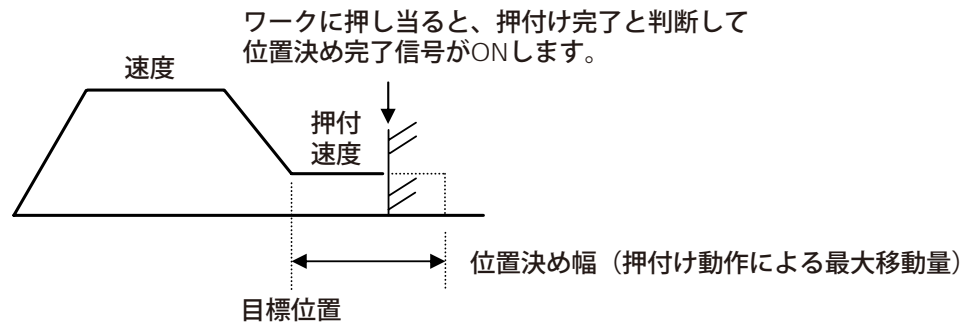 ワークに押し当ると、押付け完了と判断して
位置決め完了信号がONします。
速度
押付
速度
位置決め幅（押付け動作による最大移動量）
目標位置